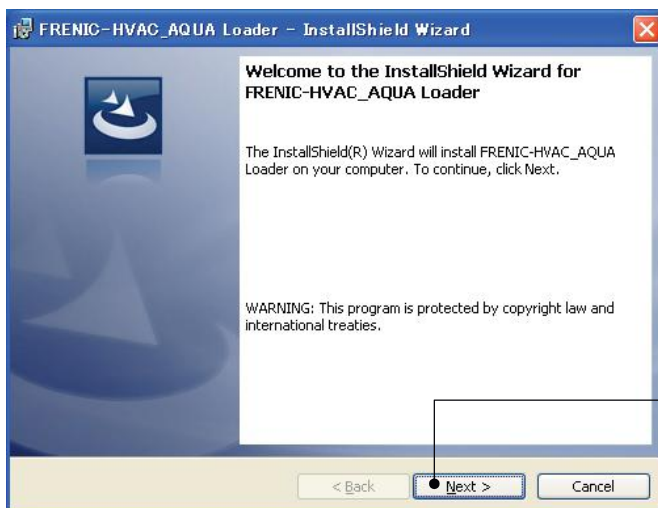 FRENIC-HVAC_AQUA Loader - InstallShield Wizard
Welcome to the InstallShield Wizard for
FRENIC-HVAC_AQUA Loader
The InstallShield(R) Wizard will install FRENIC-HVAC_AQUA
Loader on your computer. To continue, click Next.
WARNING: This program is protected by copyright law and
international treaties.
< Back
Next >
Cancel